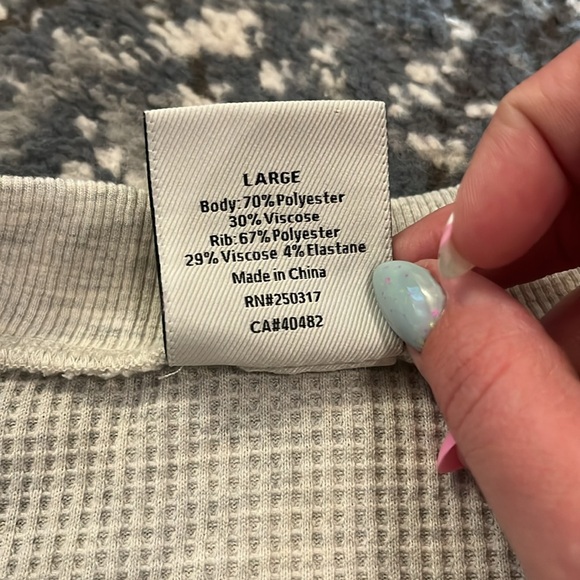 LARGE
Body:70%Polyester
30%Viscose
Rib:67%Polyester
29%Viscose 4%Elastane
Made in China
RN#250317
CA#40482